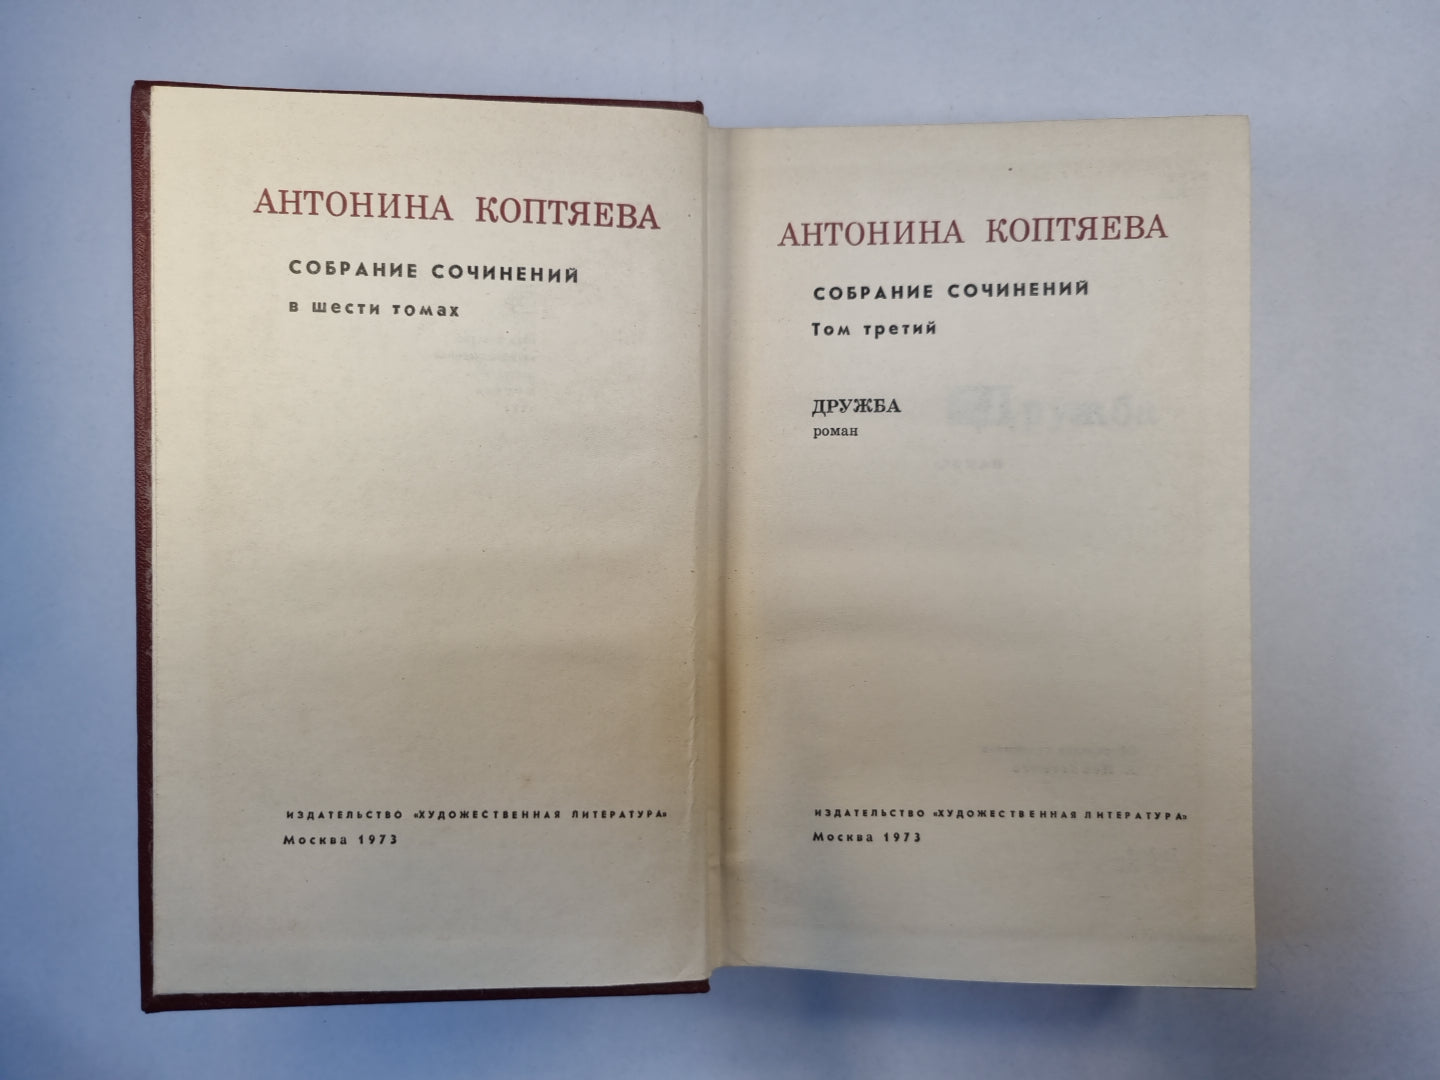 АНТОНИНА КОПТЯЕВА
СОБРАНИЕ СОЧИНЕНИЙ
в шести томах
ИЗДАТЕЛЬСТВО «ХУДОЖЕСТВЕННАЯ ЛИТЕРАТУРА»
Москва 1973
АНТОНИНА КОПТЯЕВА
СОБРАНИЕ СОЧИНЕНИЙ
Том третий
ДРУЖБА
роман
ИЗДАТЕЛЬСТВО «ХУДОЖЕСТВЕННАЯ ЛИТЕРАТУРА»
Москва 1973